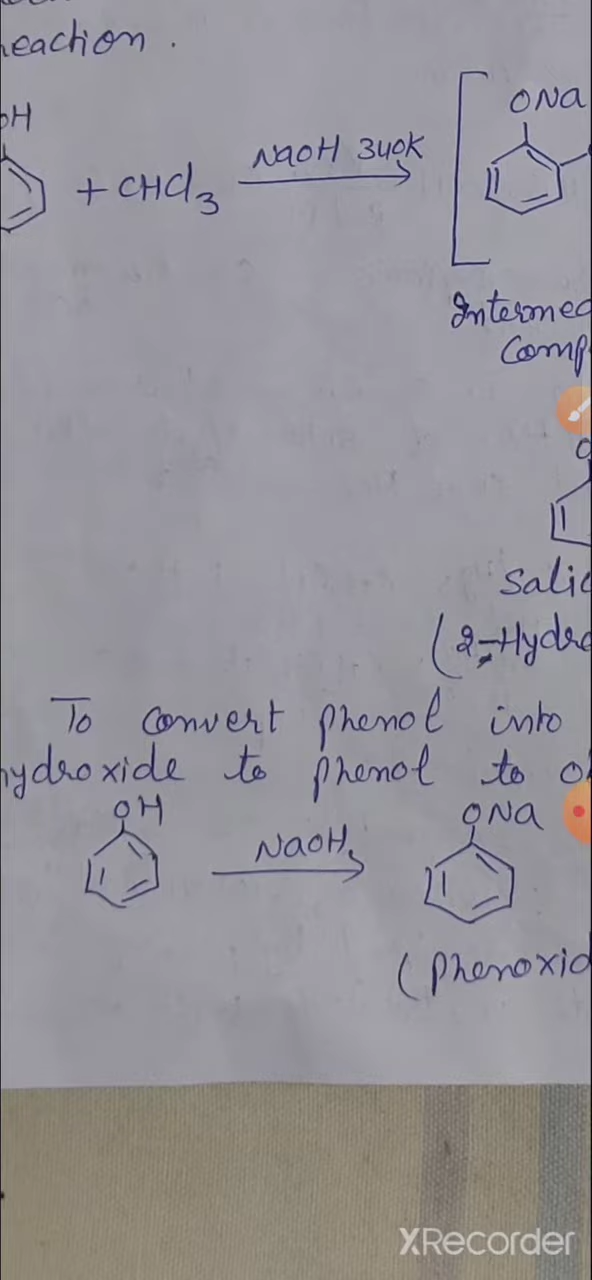 eaction.
OH
+ CHCl3
NaOH 340K
ONa
Intermed
Comp
Salic
(2-Hydro
To convert phenol into
hydroxide to phenol to o
OH
NaOH
ONa
(phenoxid
XRecorder